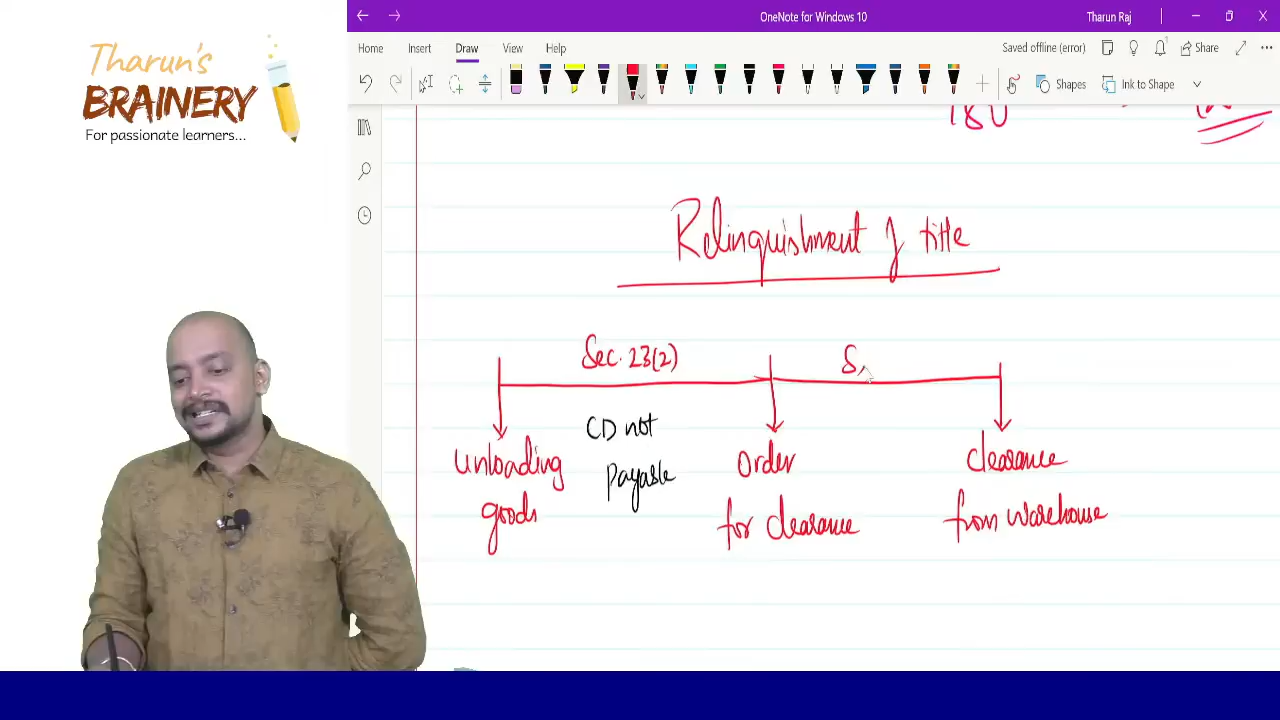 Tharun's
BRAINERY
For passionate learners...
OneNote for Windows 10
Tharun Raj
Home Insert Draw View Help
Saved offline (error)
Share
Shapes
Ink to Shape
180
Relinquishment of title
Sec. 23(2)
S
CD not
payable
unloading
goods
Order
for clearance
clearance
from warehouse